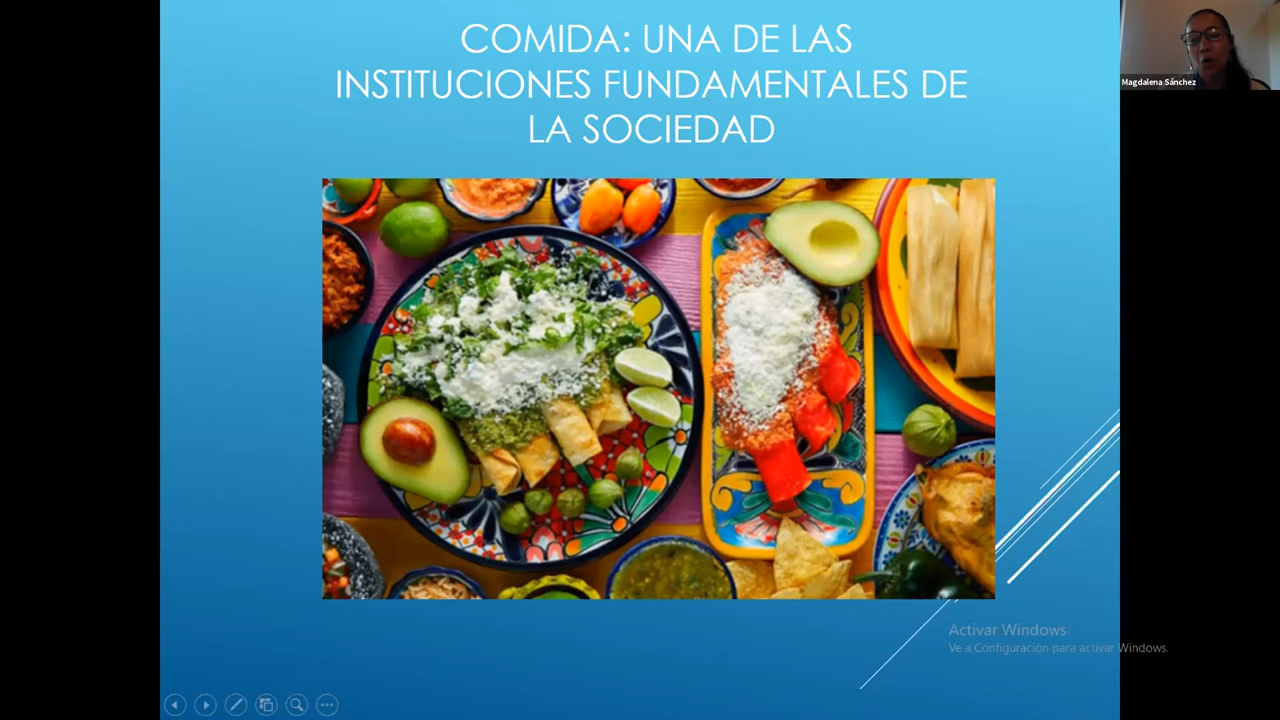 COMIDA: UNA DE LAS
INSTITUCIONES FUNDAMENTALES DE
LA SOCIEDAD
Magdalena Sánchez
Activar Windows
Ve a Configuración para activar Windows.